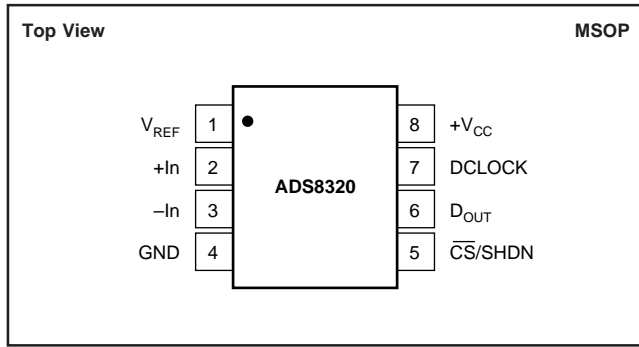 Top View MSOP
V_REF 1 8 +V_CC
+In 2 7 DCLOCK
ADS8320
–In 3 6 D_OUT
GND 4 5 C̅S̅/SHDN